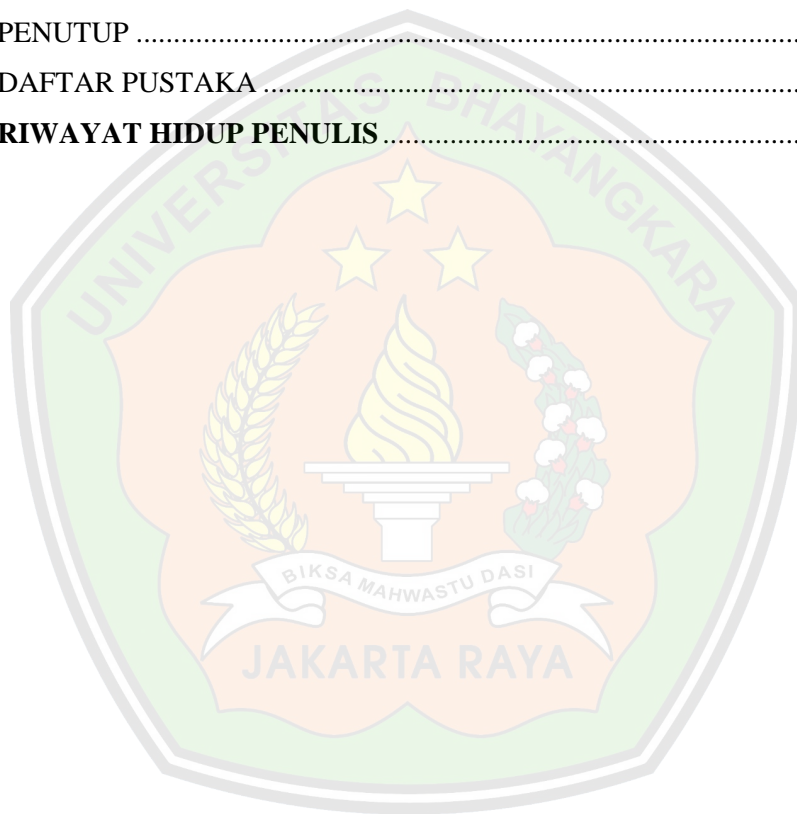 PENUTUP ..........................................................................................
DAFTAR PUSTAKA .........................................................................
RIWAYAT HIDUP PENULIS .........................................................
UNIVERSITAS BHAYANGKARA
BIKSA MAHWASTU DASI
JAKARTA RAYA